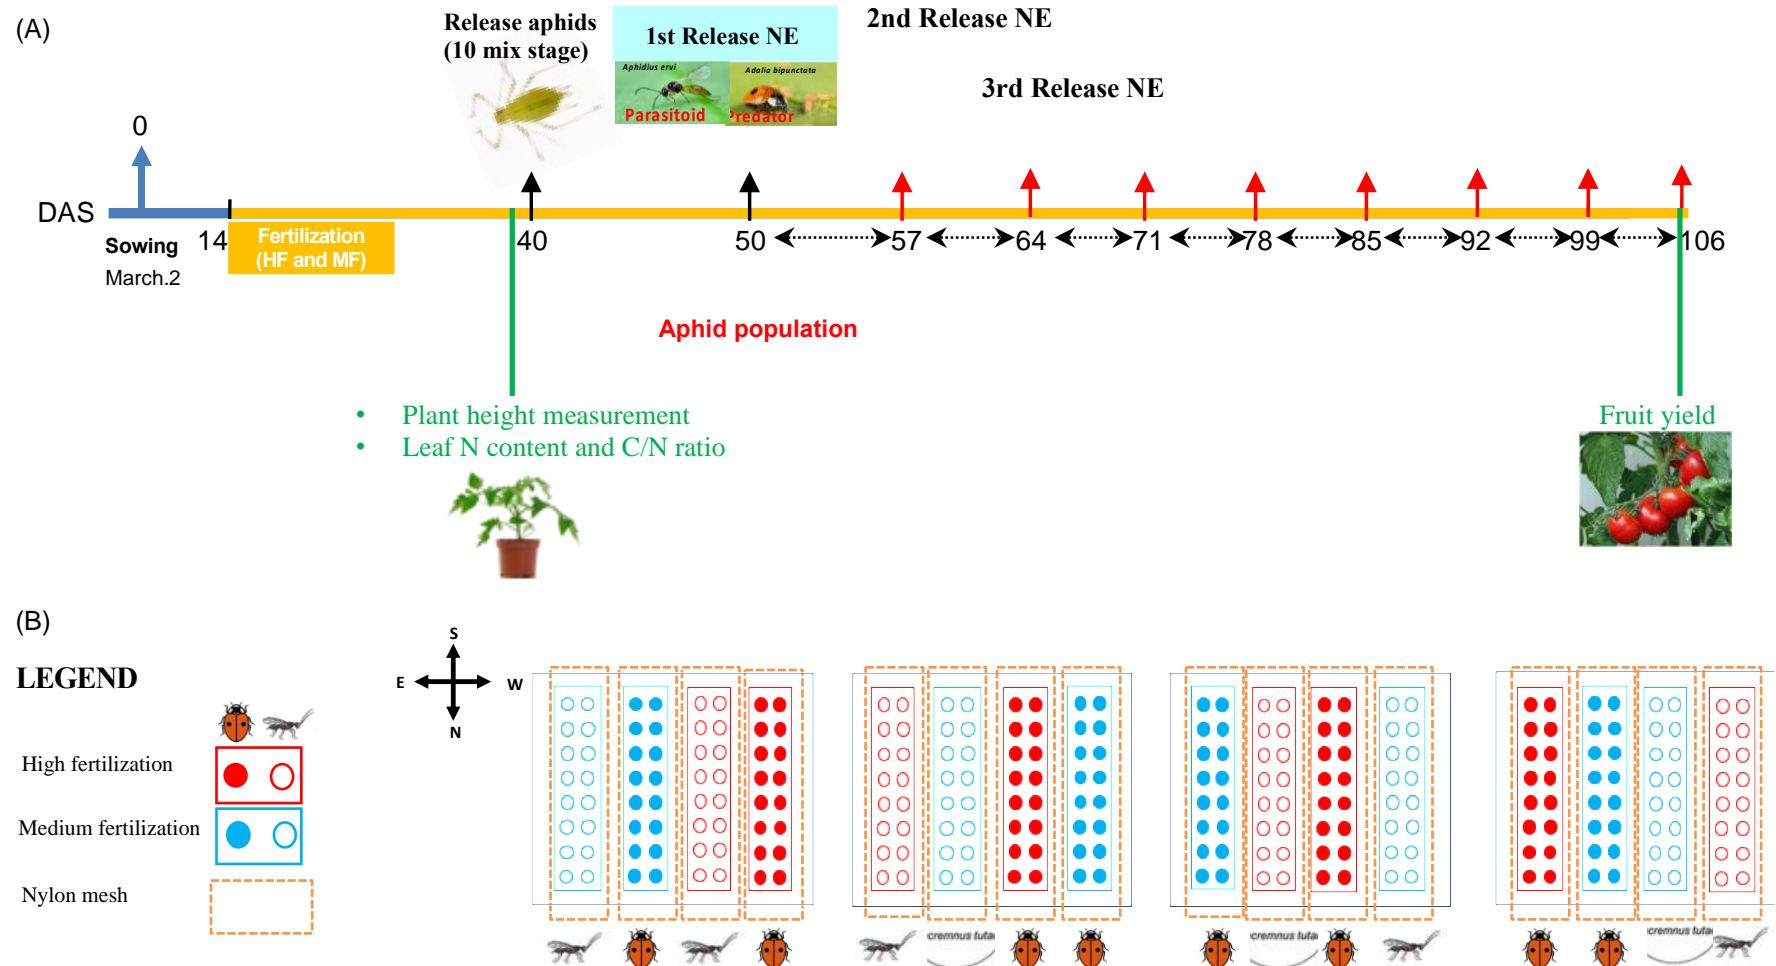 (A)
Release aphids
(10 mix stage)
1st Release NE
2nd Release NE
3rd Release NE
Aphidius ervi
Adalia bipunctata
Parasitoid
Predator
0
DAS
Sowing
March.2
14
Fertilization
(HF and MF)
40
50
57
64
71
78
85
92
99
106
Aphid population
• Plant height measurement
• Leaf N content and C/N ratio
Fruit yield
(B)
LEGEND
High fertilization
Medium fertilization
Nylon mesh
S
E
W
N
cremnus tuta
cremnus tuta
cremnus tuta